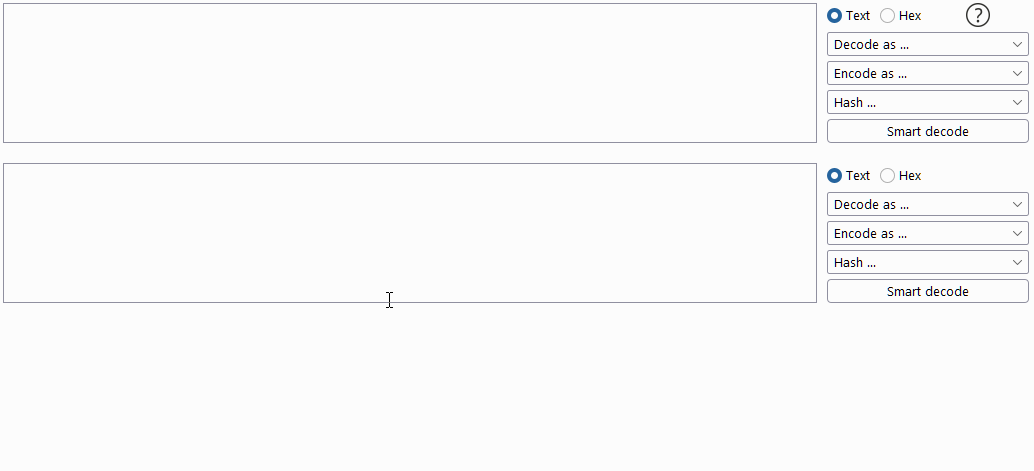 Text Hex ?
Decode as ...
Encode as ...
Hash ...
Smart decode
Text Hex
Decode as ...
Encode as ...
Hash ...
Smart decode